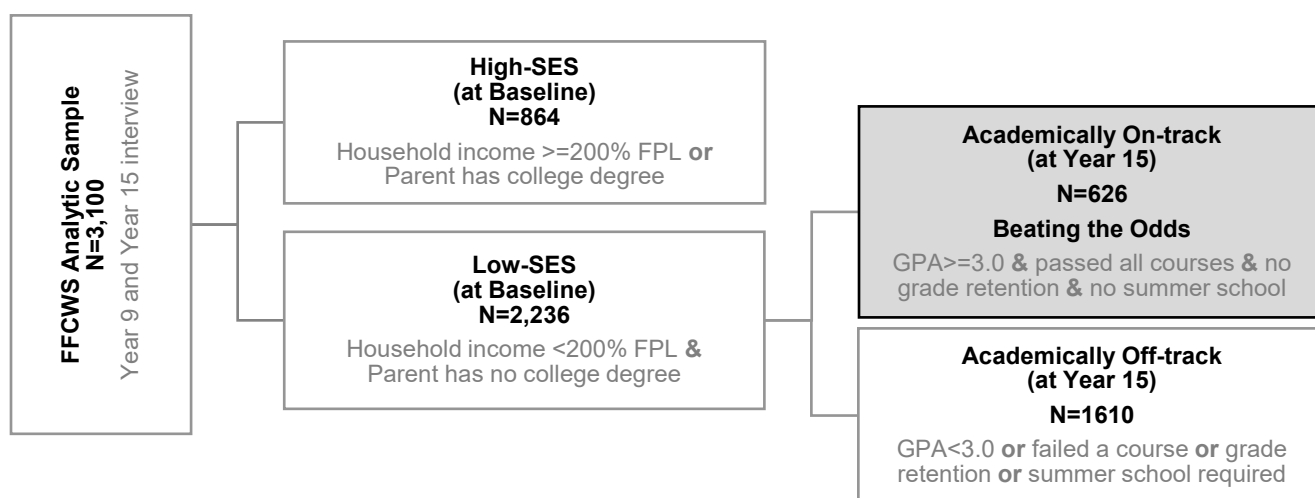 FFCWS Analytic Sample
N=3,100
Year 9 and Year 15 interview
High-SES
(at Baseline)
N=864
Household income >=200% FPL or
Parent has college degree
Low-SES
(at Baseline)
N=2,236
Household income <200% FPL &
Parent has no college degree
Academically On-track
(at Year 15)
N=626
Beating the Odds
GPA>=3.0 & passed all courses & no
grade retention & no summer school
Academically Off-track
(at Year 15)
N=1610
GPA<3.0 or failed a course or grade
retention or summer school required